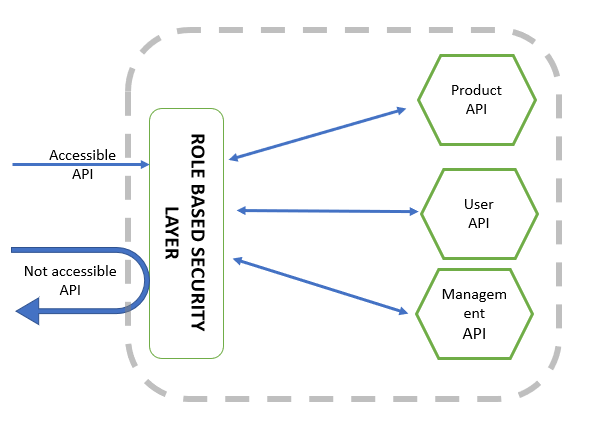 Accessible
API
Not accessible
API
ROLE BASED SECURITY
LAYER
Product
API
User
API
Managem
ent
API